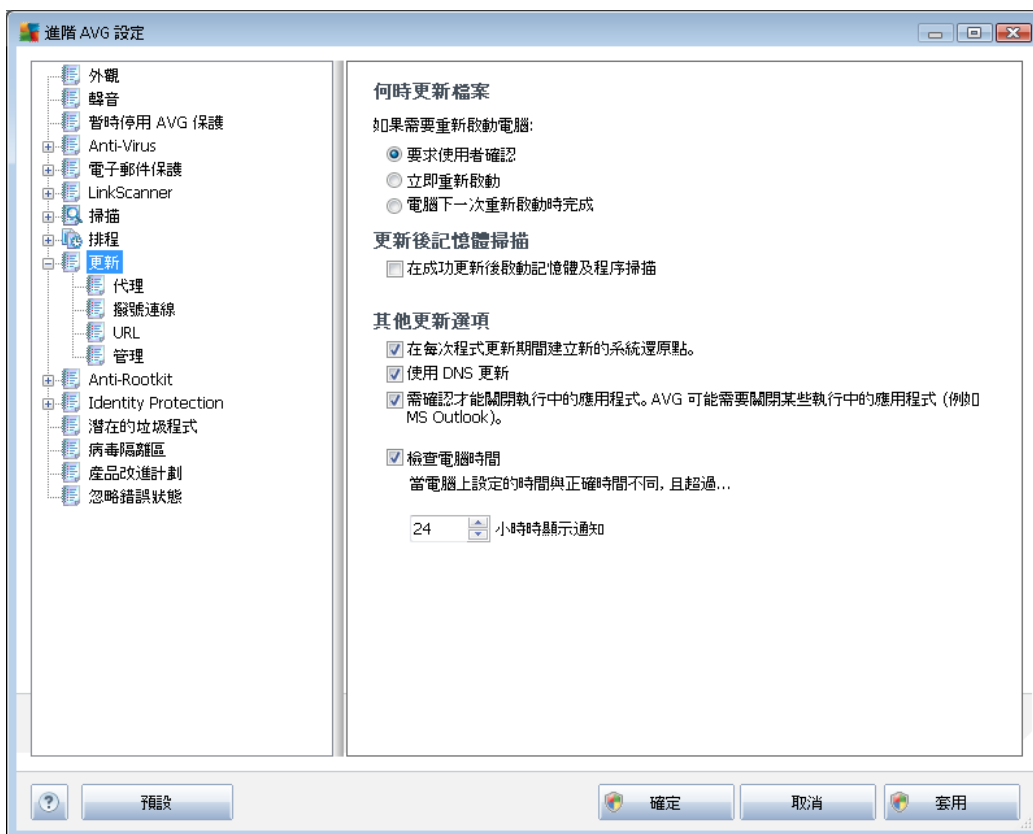 進階 AVG 設定
外觀
聲音
暫時停用 AVG 保護
Anti-Virus
電子郵件保護
LinkScanner
掃描
排程
更新
代理
撥號連線
URL
管理
Anti-Rootkit
Identity Protection
潛在的垃圾程式
病毒隔離區
產品改進計劃
忽略錯誤狀態
何時更新檔案
如果需要重新啟動電腦:
要求使用者確認
立即重新啟動
電腦下一次重新啟動時完成
更新後記憶體掃描
在成功更新後啟動記憶體及程序掃描
其他更新選項
在每次程式更新期間建立新的系統還原點。
使用 DNS 更新
需確認才能關閉執行中的應用程式。AVG 可能需要關閉某些執行中的應用程式 (例如
MS Outlook)。
檢查電腦時間
當電腦上設定的時間與正確時間不同, 且超過...
24 小時時顯示通知
? 預設 確定 取消 套用